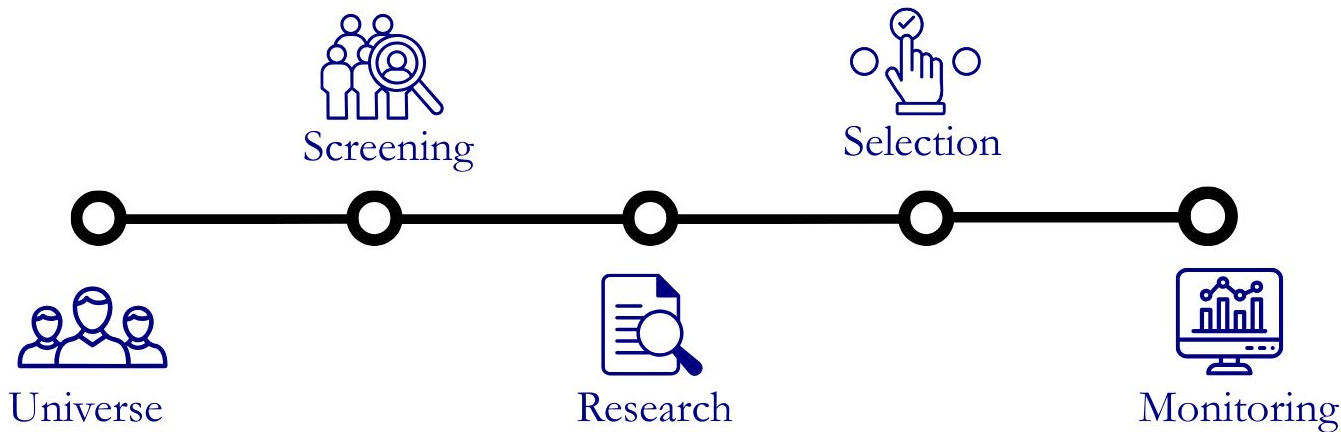 Universe
Screening
Research
Selection
Monitoring